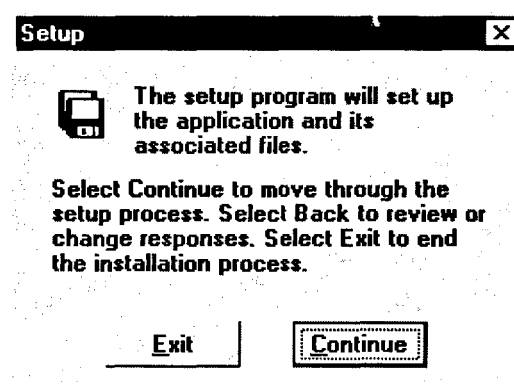 Setup
The setup program will set up
the application and its
associated files.
Select Continue to move through the
setup process. Select Back to review or
change responses. Select Exit to end
the installation process.
Exit
Continue